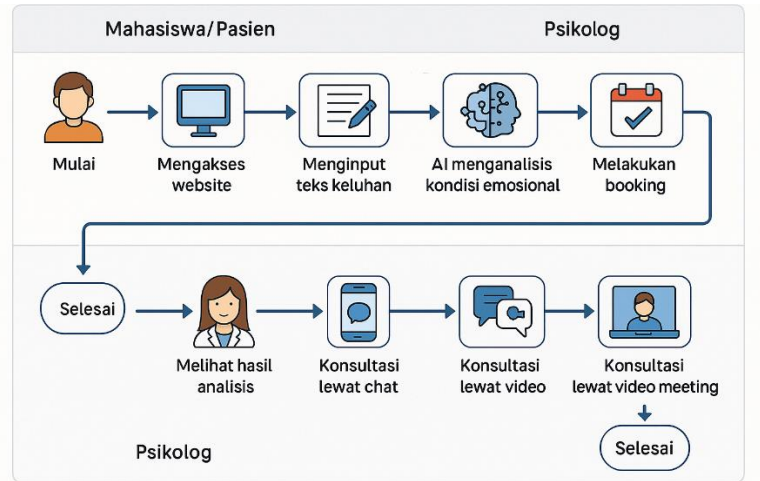 Mahasiswa/Pasien
Psikolog
Mulai
Mengakses
website
Menginput
teks keluhan
AI menganalisis
kondisi emosional
Melakukan
booking
Selesai
Melihat hasil
analisis
Konsultasi
lewat chat
Konsultasi
lewat video
Konsultasi
lewat video meeting
Psikolog
Selesai